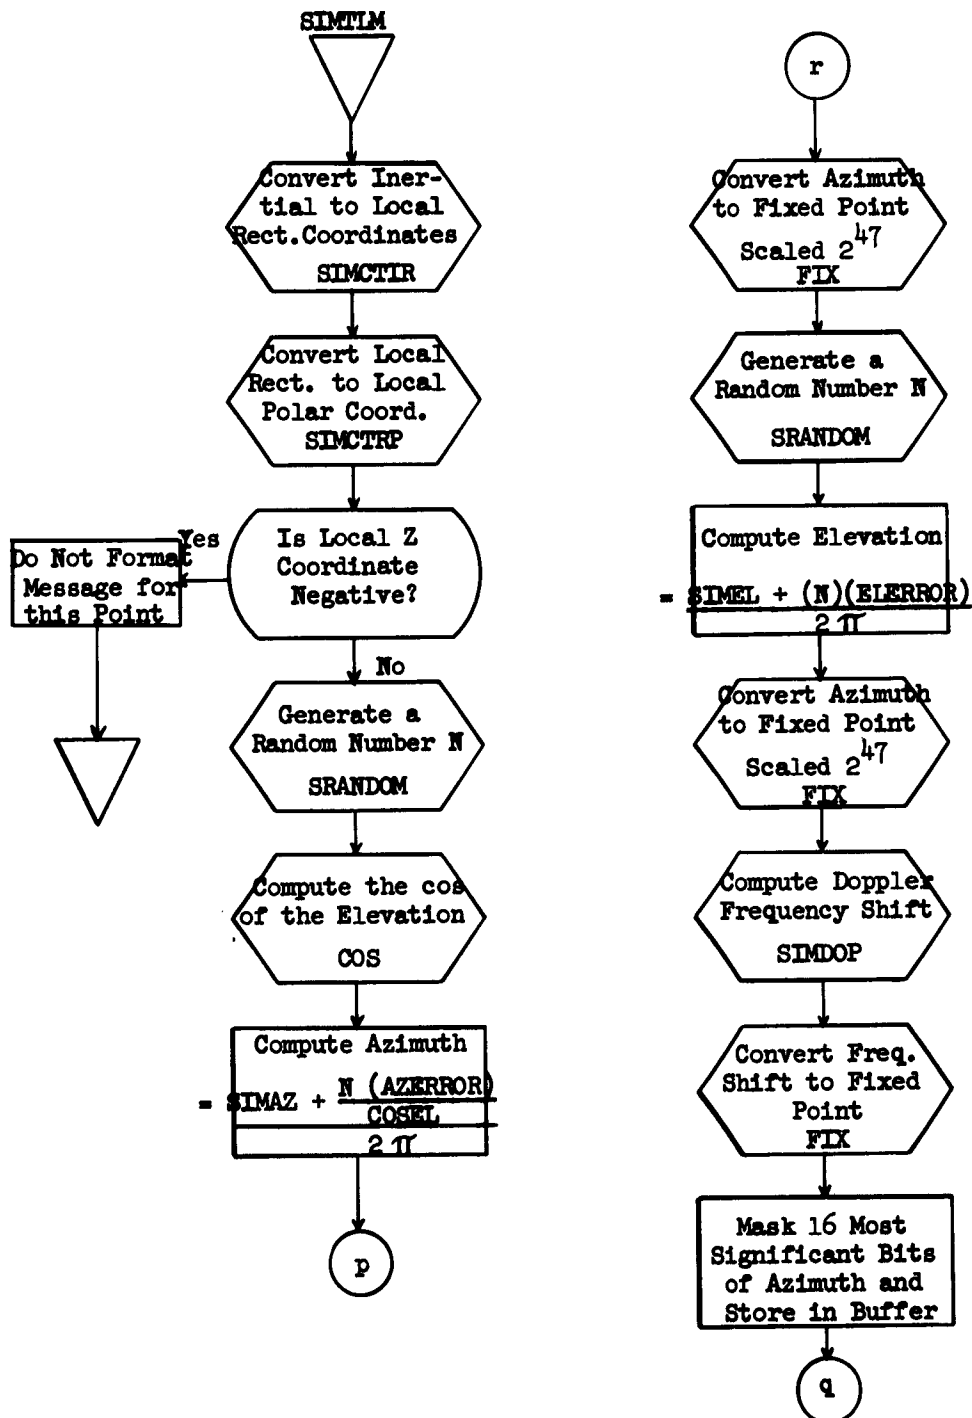 SIMTLM
Convert Iner-
tial to Local
Rect.Coordinates
SIMCTIR
Convert Local
Rect. to Local
Polar Coord.
SIMCTRP
Is Local Z
Coordinate
Negative?
Yes
Do Not Format
Message for
this Point
No
Generate a
Random Number N
SRANDOM
Compute the cos
of the Elevation
COS
Compute Azimuth
= SIMAZ + N (AZERROR)
COSEL
2 π
p
r
Convert Azimuth
to Fixed Point
Scaled 2^47
FIX
Generate a
Random Number N
SRANDOM
Compute Elevation
= SIMEL + (N)(ELERROR)
2 π
Convert Azimuth
to Fixed Point
Scaled 2^47
FIX
Compute Doppler
Frequency Shift
SIMDOP
Convert Freq.
Shift to Fixed
Point
FIX
Mask 16 Most
Significant Bits
of Azimuth and
Store in Buffer
q